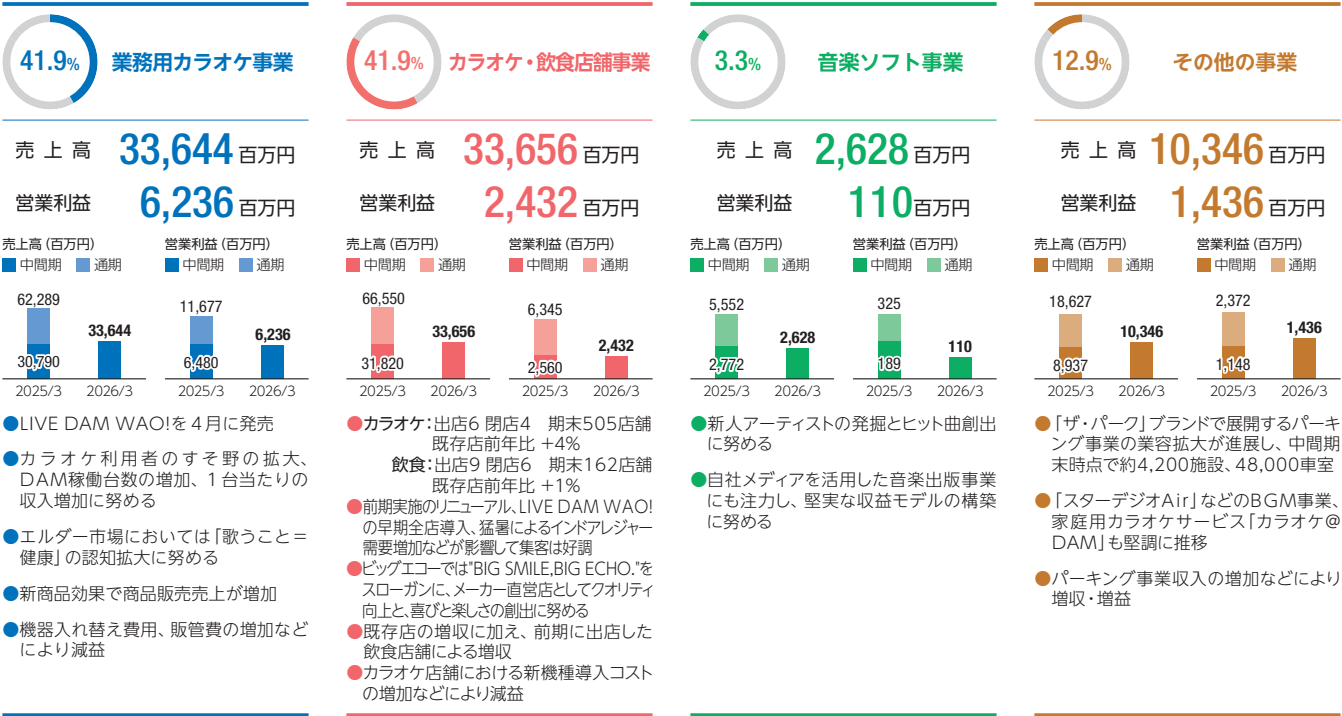 41.9%
業務用カラオケ事業
売上高 33,644 百万円
営業利益 6,236 百万円
売上高（百万円）
中間期 通期
62,289
30,790
33,644
2025/3 2026/3
営業利益（百万円）
中間期 通期
11,677
6,480
6,236
2025/3 2026/3
●LIVE DAM WAO!を4月に発売
●カラオケ利用者のすそ野の拡大、
DAM稼働台数の増加、1台当たりの
収入増加に努める
●エルダー市場においては「歌うこと＝
健康」の認知拡大に努める
●新商品効果で商品販売売上が増加
●機器入れ替え費用、販管費の増加など
により減益
41.9%
カラオケ・飲食店舗事業
売上高 33,656 百万円
営業利益 2,432 百万円
売上高（百万円）
中間期 通期
66,550
31,820
33,656
2025/3 2026/3
営業利益（百万円）
中間期 通期
6,345
2,560
2,432
2025/3 2026/3
●カラオケ：出店6 閉店4　期末505店舗
既存店前年比 +4%
飲食：出店9 閉店6　期末162店舗
既存店前年比 +1%
●前期実施のリニューアル、LIVE DAM WAO!
の早期全店導入、猛暑によるインドアレジャー
需要増加などが影響して集客は好調
●ビッグエコーでは"BIG SMILE,BIG ECHO."を
スローガンに、メーカー直営店としてクオリティ
向上と、喜びと楽しさの創出に努める
●既存店の増収に加え、前期に出店した
飲食店舗による増収
●カラオケ店舗における新機種導入コスト
の増加などにより減益
3.3%
音楽ソフト事業
売上高 2,628 百万円
営業利益 110百万円
売上高（百万円）
中間期 通期
5,552
2,772
2,628
2025/3 2026/3
営業利益（百万円）
中間期 通期
325
189
110
2025/3 2026/3
●新人アーティストの発掘とヒット曲創出
に努める
●自社メディアを活用した音楽出版事業
にも注力し、堅実な収益モデルの構築
に努める
12.9%
その他の事業
売上高 10,346 百万円
営業利益 1,436 百万円
売上高（百万円）
中間期 通期
18,627
8,937
10,346
2025/3 2026/3
営業利益（百万円）
中間期 通期
2,372
1,148
1,436
2025/3 2026/3
●「ザ・パーク」ブランドで展開するパーキ
ング事業の業容拡大が進展し、中間期
末時点で約4,200施設、48,000車室
●「スターデジオAir」などのBGM事業、
家庭用カラオケサービス「カラオケ@
DAM」も堅調に推移
●パーキング事業収入の増加などにより
増収・増益